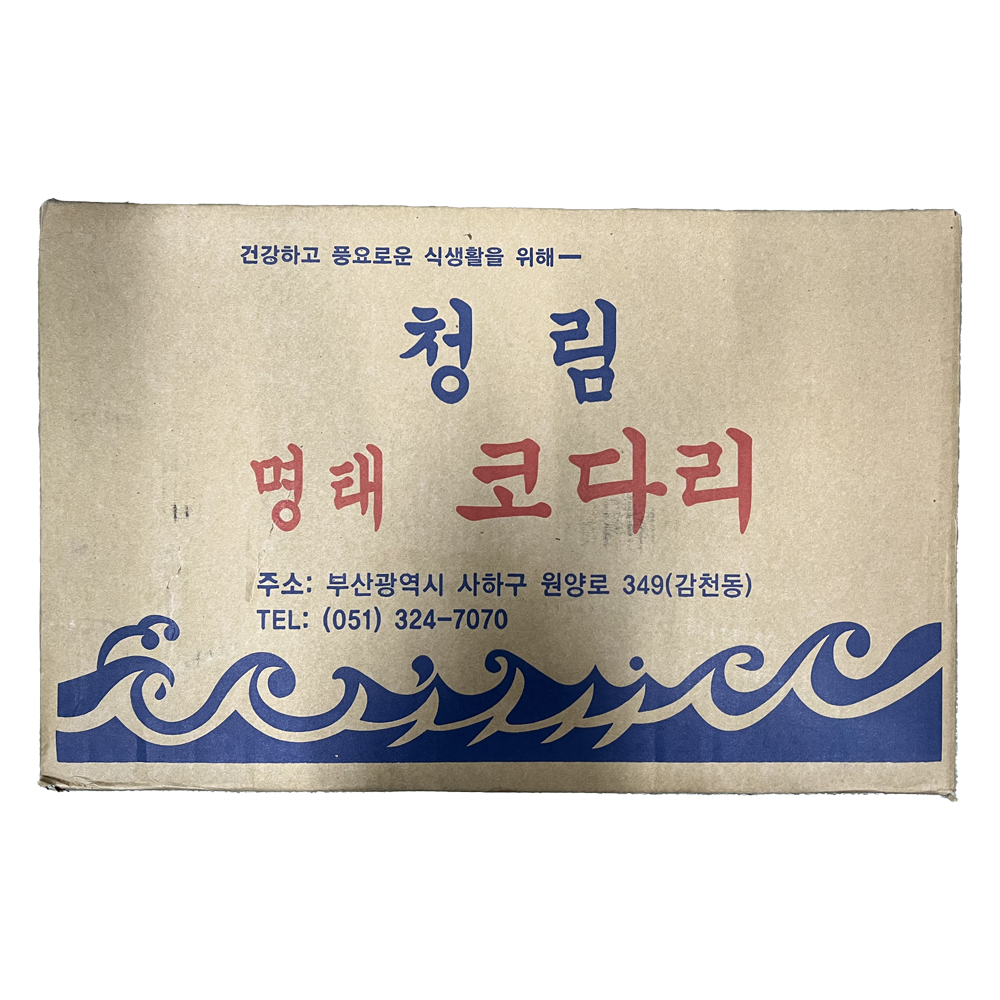 건강하고 풍요로운 식생활을 위해—
청림
명태 코다리
주소: 부산광역시 사하구 원양로 349(감천동)
TEL: (051) 324-7070